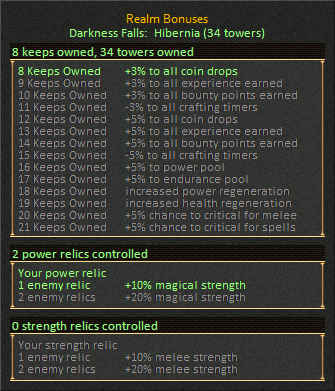 Realm Bonuses
Darkness Falls: Hibernia (34 towers)
8 keeps owned, 34 towers owned
8 Keeps Owned +3% to all coin drops
9 Keeps Owned +3% to all experience earned
10 Keeps Owned +3% to all bounty points earned
11 Keeps Owned -3% to all crafting timers
12 Keeps Owned +5% to all coin drops
13 Keeps Owned +5% to all experience earned
14 Keeps Owned +5% to all bounty points earned
15 Keeps Owned -5% to all crafting timers
16 Keeps Owned +5% to power pool
17 Keeps Owned +5% to endurance pool
18 Keeps Owned increased power regeneration
19 Keeps Owned increased health regeneration
20 Keeps Owned +5% chance to critical for melee
21 Keeps Owned +5% chance to critical for spells
2 power relics controlled
Your power relic
1 enemy relic +10% magical strength
2 enemy relics +20% magical strength
0 strength relics controlled
Your strength relic
1 enemy relic +10% melee strength
2 enemy relics +20% melee strength